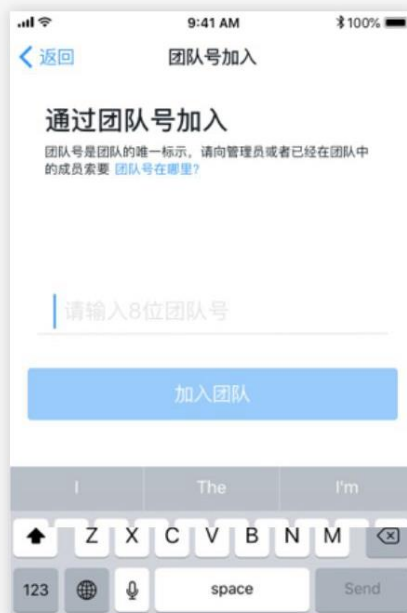 9:41 AM
100%
返回
团队号加入
通过团队号加入
团队号是团队的唯一标示，请向管理员或者已经在团队中
的成员索要 团队号在哪里?
请输入8位团队号
加入团队
I The I'm
Z X C V B N M
123 space Send